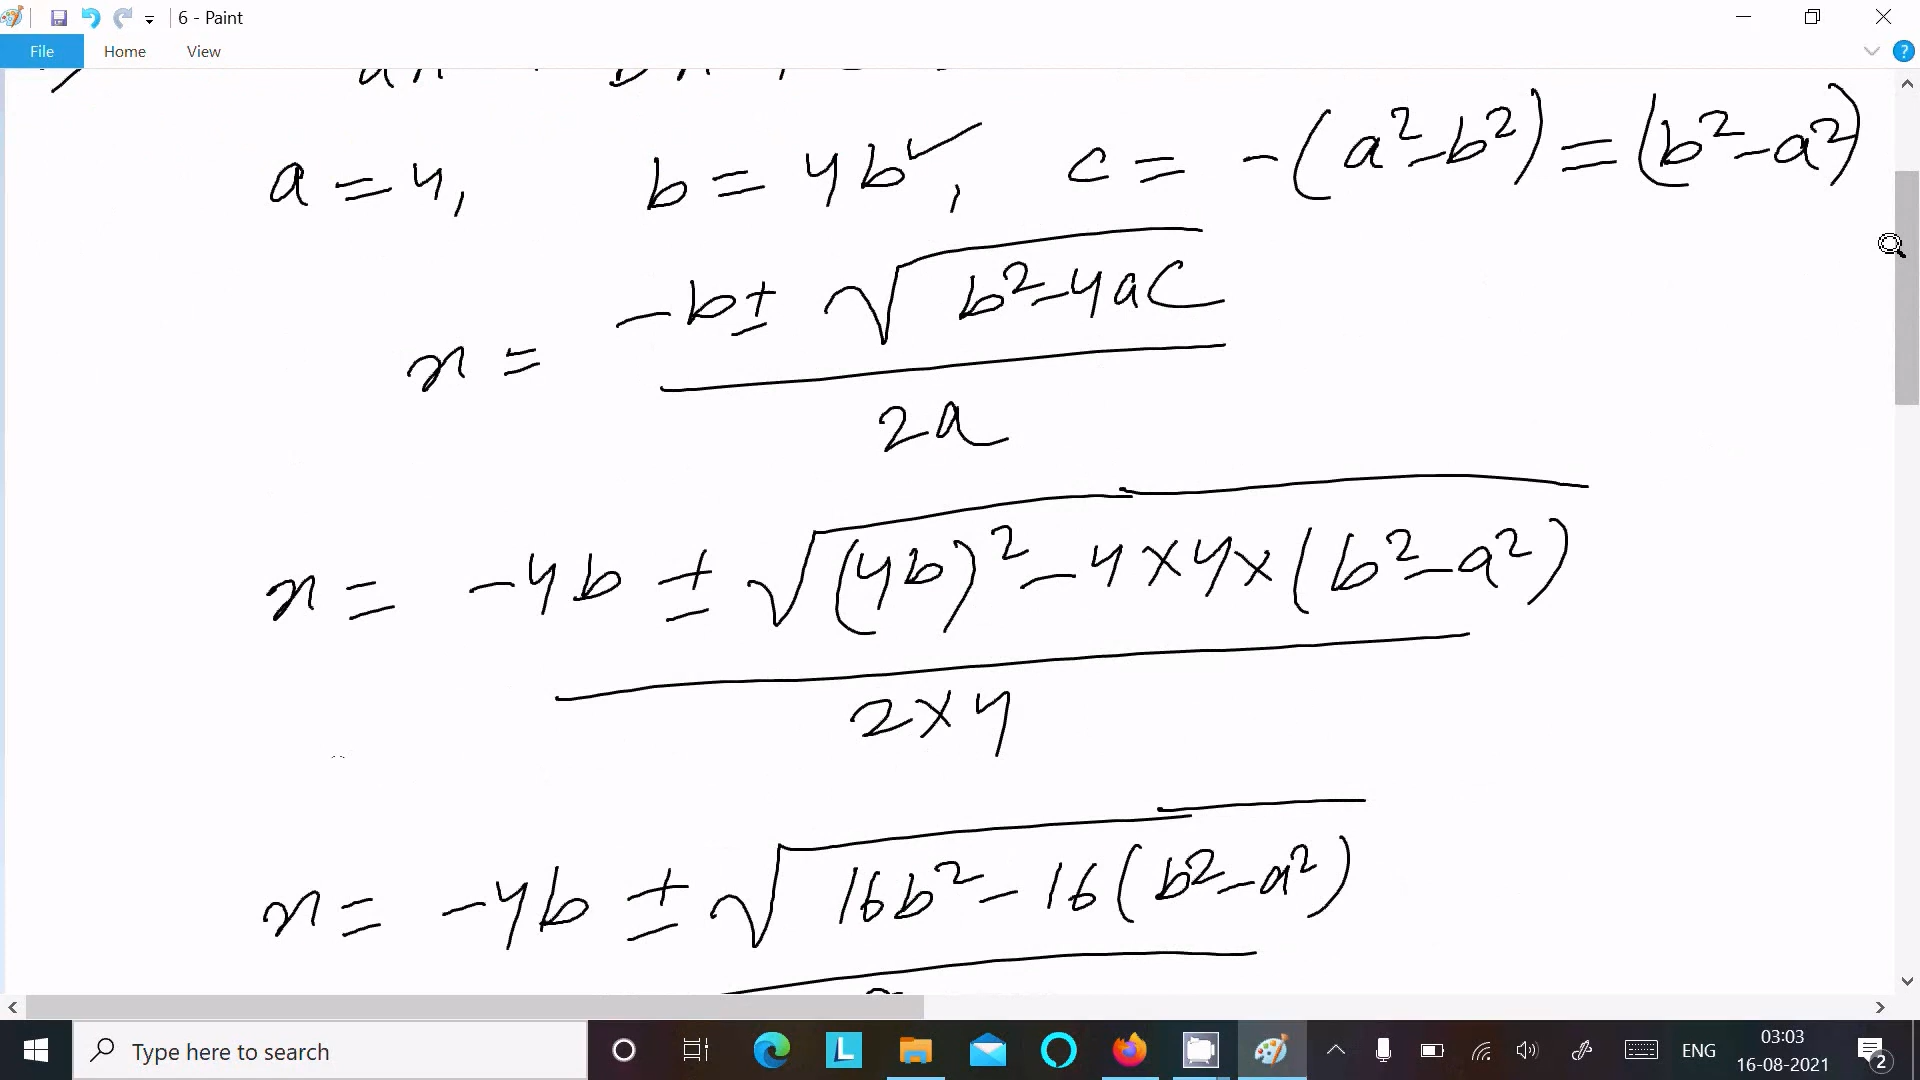 6 - Paint
File Home View
a = 4, b = 4b, c = -(a²-b²) = (b²-a²)
x = -b ± √b²-4ac
2a
x = -4b ± √(4b)²-4×4×(b²-a²)
2×4
x = -4b ± √16b²-16(b²-a²)
Type here to search
ENG
03:03
16-08-2021
2